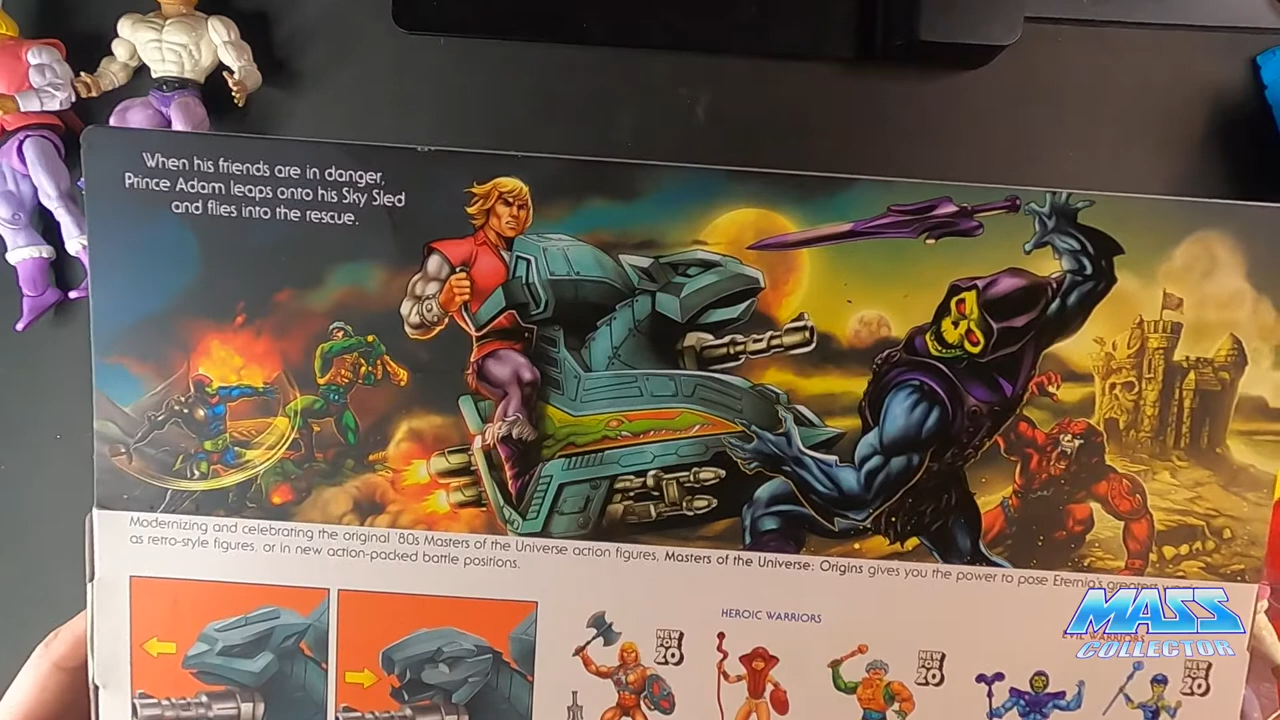 When his friends are in danger,
Prince Adam leaps onto his Sky Sled
and flies into the rescue.
Modernizing and celebrating the original '80s Masters of the Universe action figures, Masters of the Universe: Origins gives you the power to pose Eternia's greatest
as retro-style figures, or in new action-packed battle positions.
HEROIC WARRIORS
EVIL WARRIORS
NEW
FOR
20
NEW
FOR
20
NEW
FOR
20
MASS
COLLECTOR